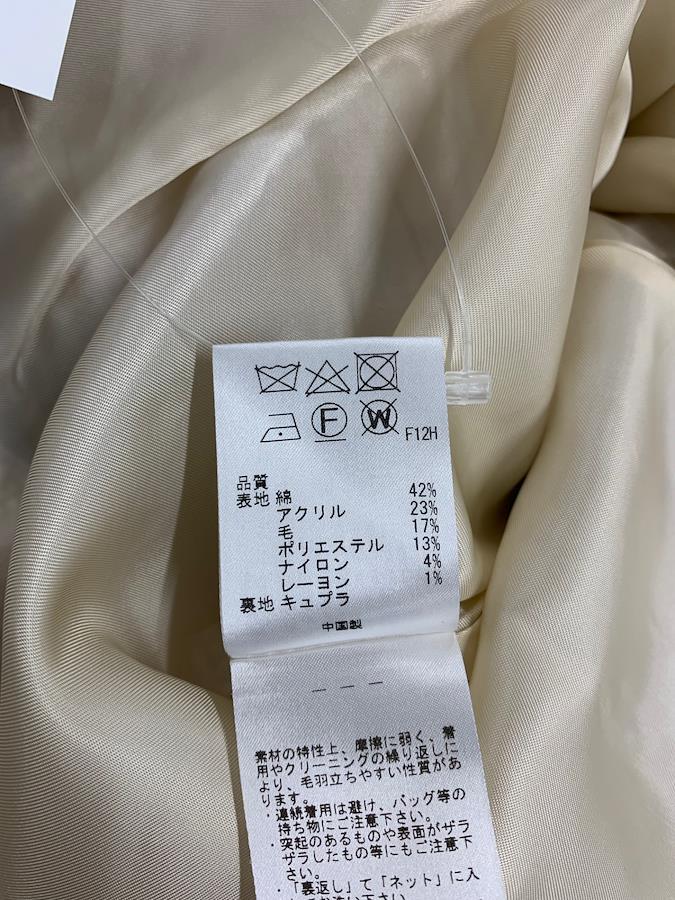 F
W
F12H
品質
表地 綿 42%
アクリル 23%
毛 17%
ポリエステル 13%
ナイロン 4%
レーヨン 1%
裏地 キュプラ
中国製
素材の特性上、摩擦に弱く、着
用やクリーニングの繰り返しに
より、毛羽立ちやすい性質があ
ります。
・連続着用は避け、バッグ等の
持ち物にご注意下さい。
・突起のあるものや表面がザラ
ザラしたもの等にもご注意下
さい。
・「裏返し」て「ネット」に入